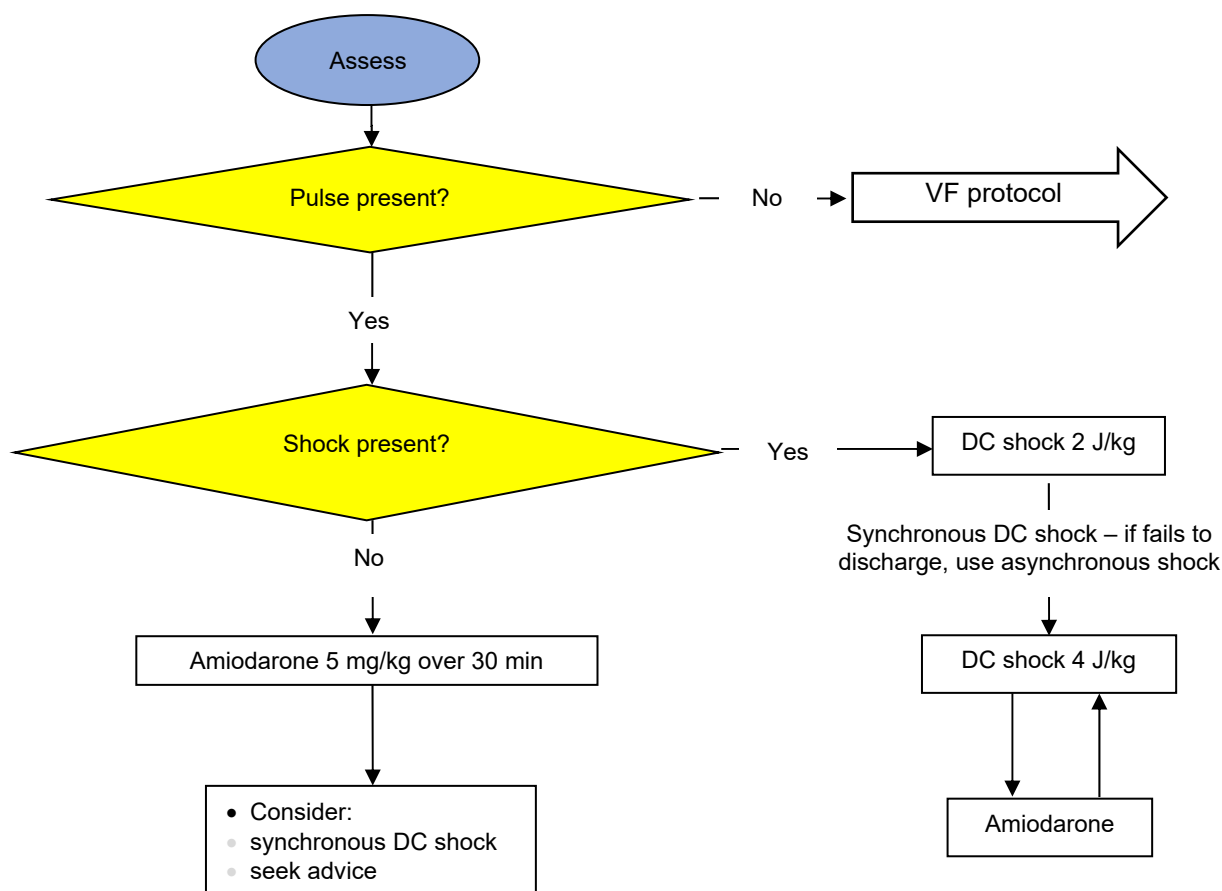 Assess
Pulse present?
No
VF protocol
Yes
Shock present?
Yes
DC shock 2 J/kg
No
Synchronous DC shock – if fails to
discharge, use asynchronous shock
Amiodarone 5 mg/kg over 30 min
DC shock 4 J/kg
• Consider:
• synchronous DC shock
• seek advice
Amiodarone